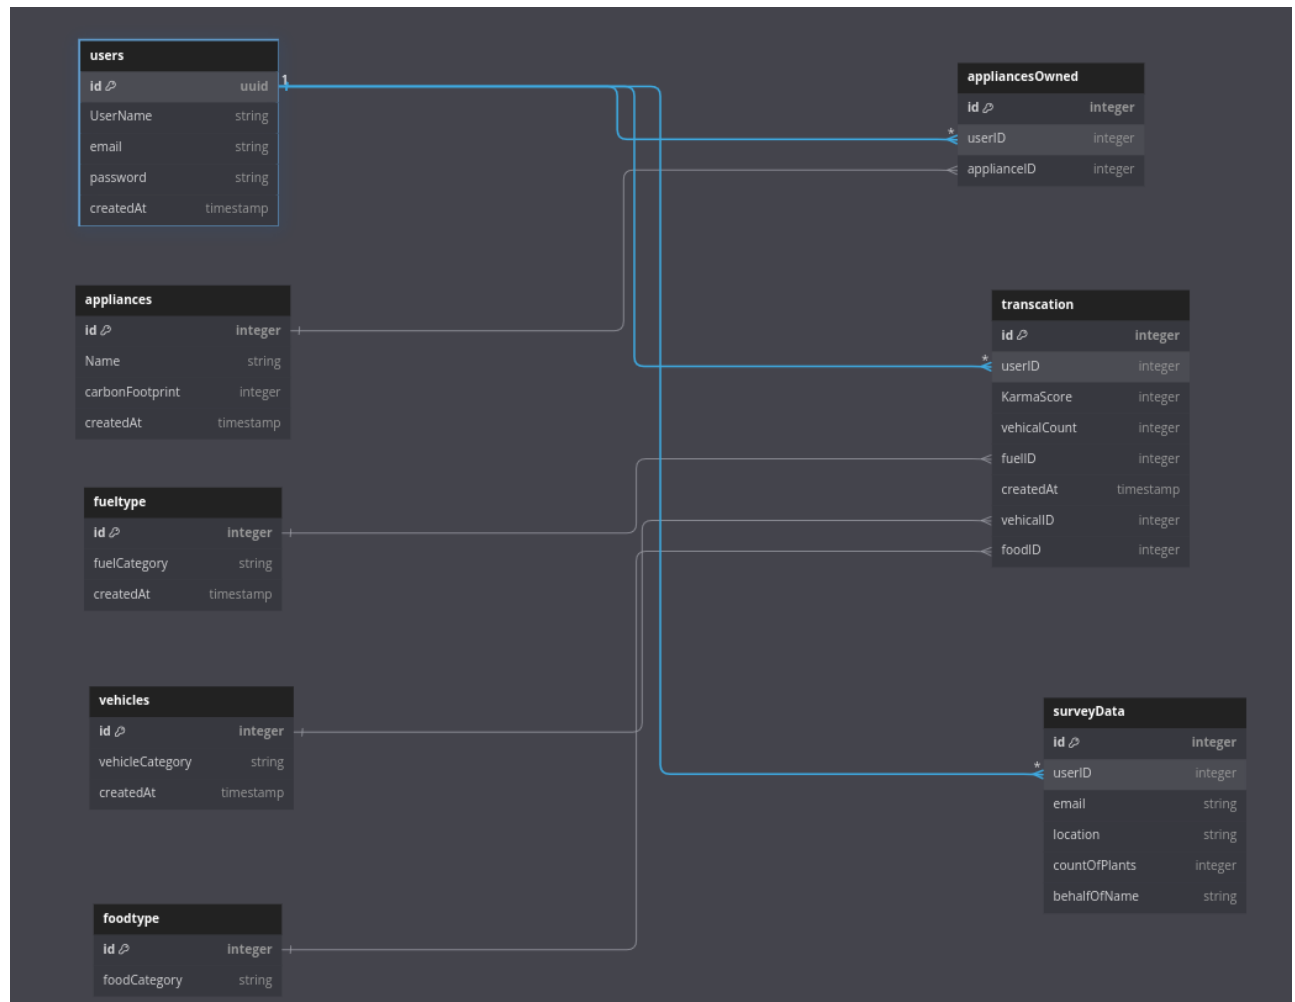 users
id uuid
UserName string
email string
password string
createdAt timestamp
1
appliancesOwned
id integer
* userID integer
applianceID integer
appliances
id integer
Name string
carbonFootprint integer
createdAt timestamp
transcation
id integer
* userID integer
KarmaScore integer
vehicalCount integer
fuelID integer
createdAt timestamp
vehicalID integer
foodID integer
fueltype
id integer
fuelCategory string
createdAt timestamp
vehicles
id integer
vehicleCategory string
createdAt timestamp
surveyData
id integer
* userID integer
email string
location string
countOfPlants integer
behalfOfName string
foodtype
id integer
foodCategory string